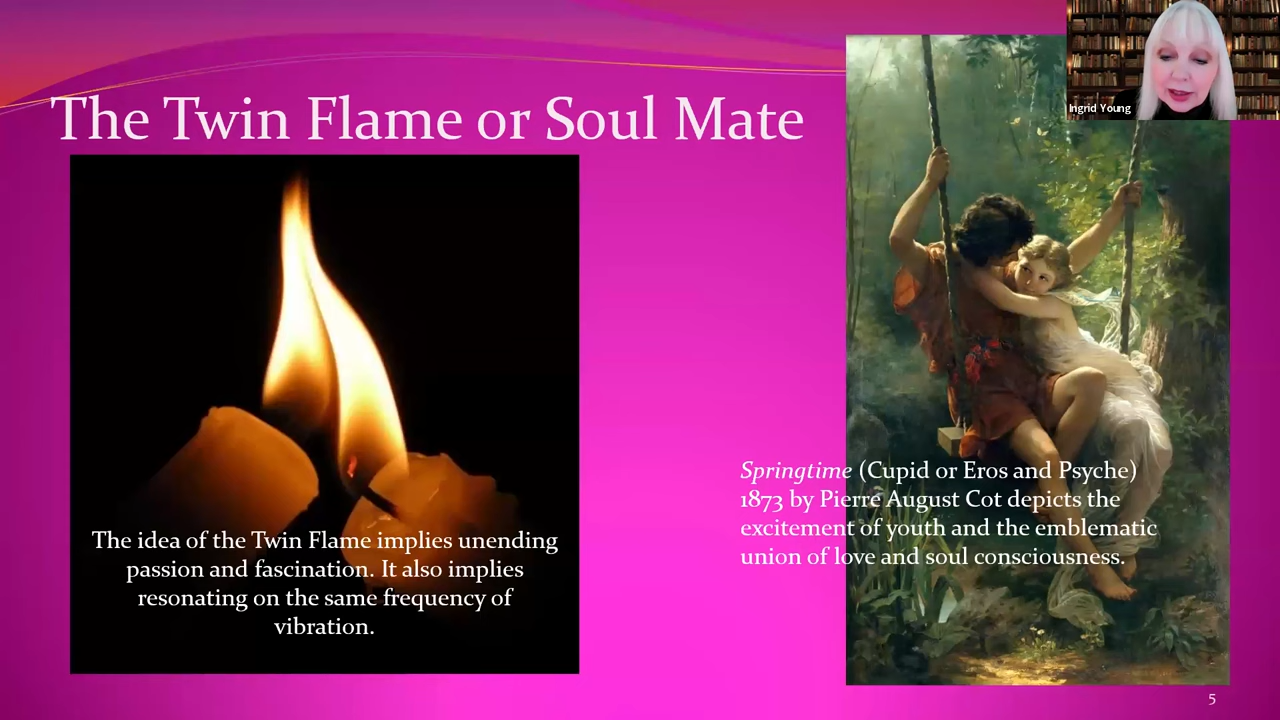 Ingrid Young
The Twin Flame or Soul Mate
The idea of the Twin Flame implies unending
passion and fascination. It also implies
resonating on the same frequency of
vibration.
Springtime (Cupid or Eros and Psyche)
1873 by Pierre August Cot depicts the
excitement of youth and the emblematic
union of love and soul consciousness.
5